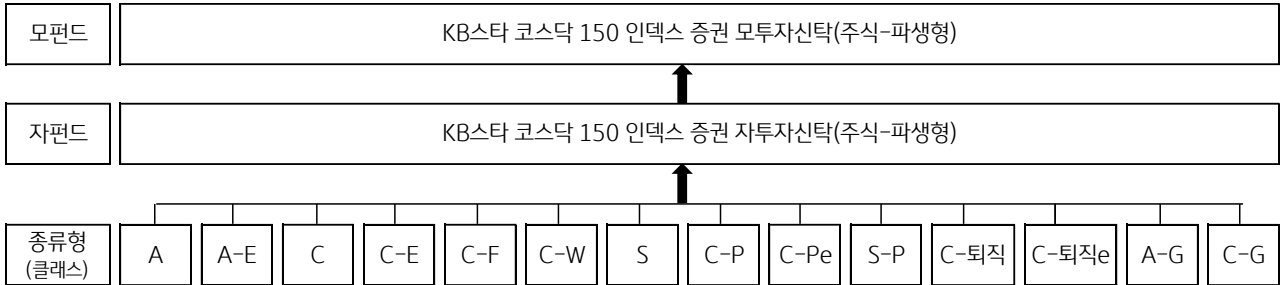 모펀드
KB스타 코스닥 150 인덱스 증권 모투자신탁(주식-파생형)
자펀드
KB스타 코스닥 150 인덱스 증권 자투자신탁(주식-파생형)
종류형
(클래스)
A
A-E
C
C-E
C-F
C-W
S
C-P
C-Pe
S-P
C-퇴직
C-퇴직e
A-G
C-G